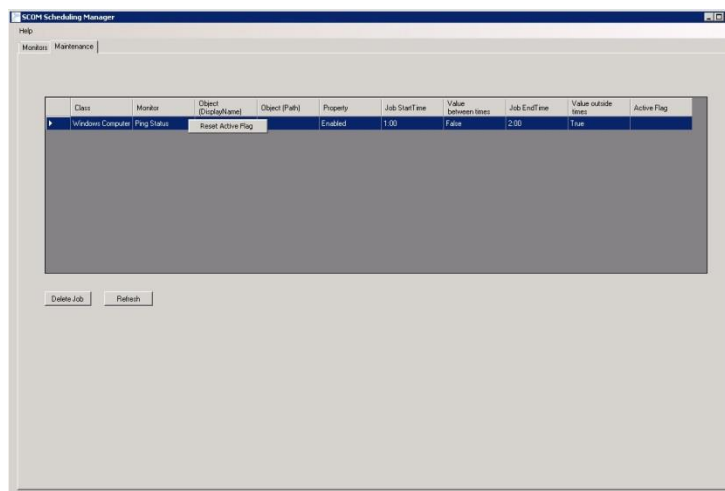 SCOM Scheduling Manager
Help
Monitors Maintenance
Class Monitor Object (DisplayName) Object (Path) Property Job StartTime Value between times Job EndTime Value outside times Active Flag
Windows Computer Ping Status Reset Active Flag Enabled 1:00 False 2:00 True
Delete Job Refresh